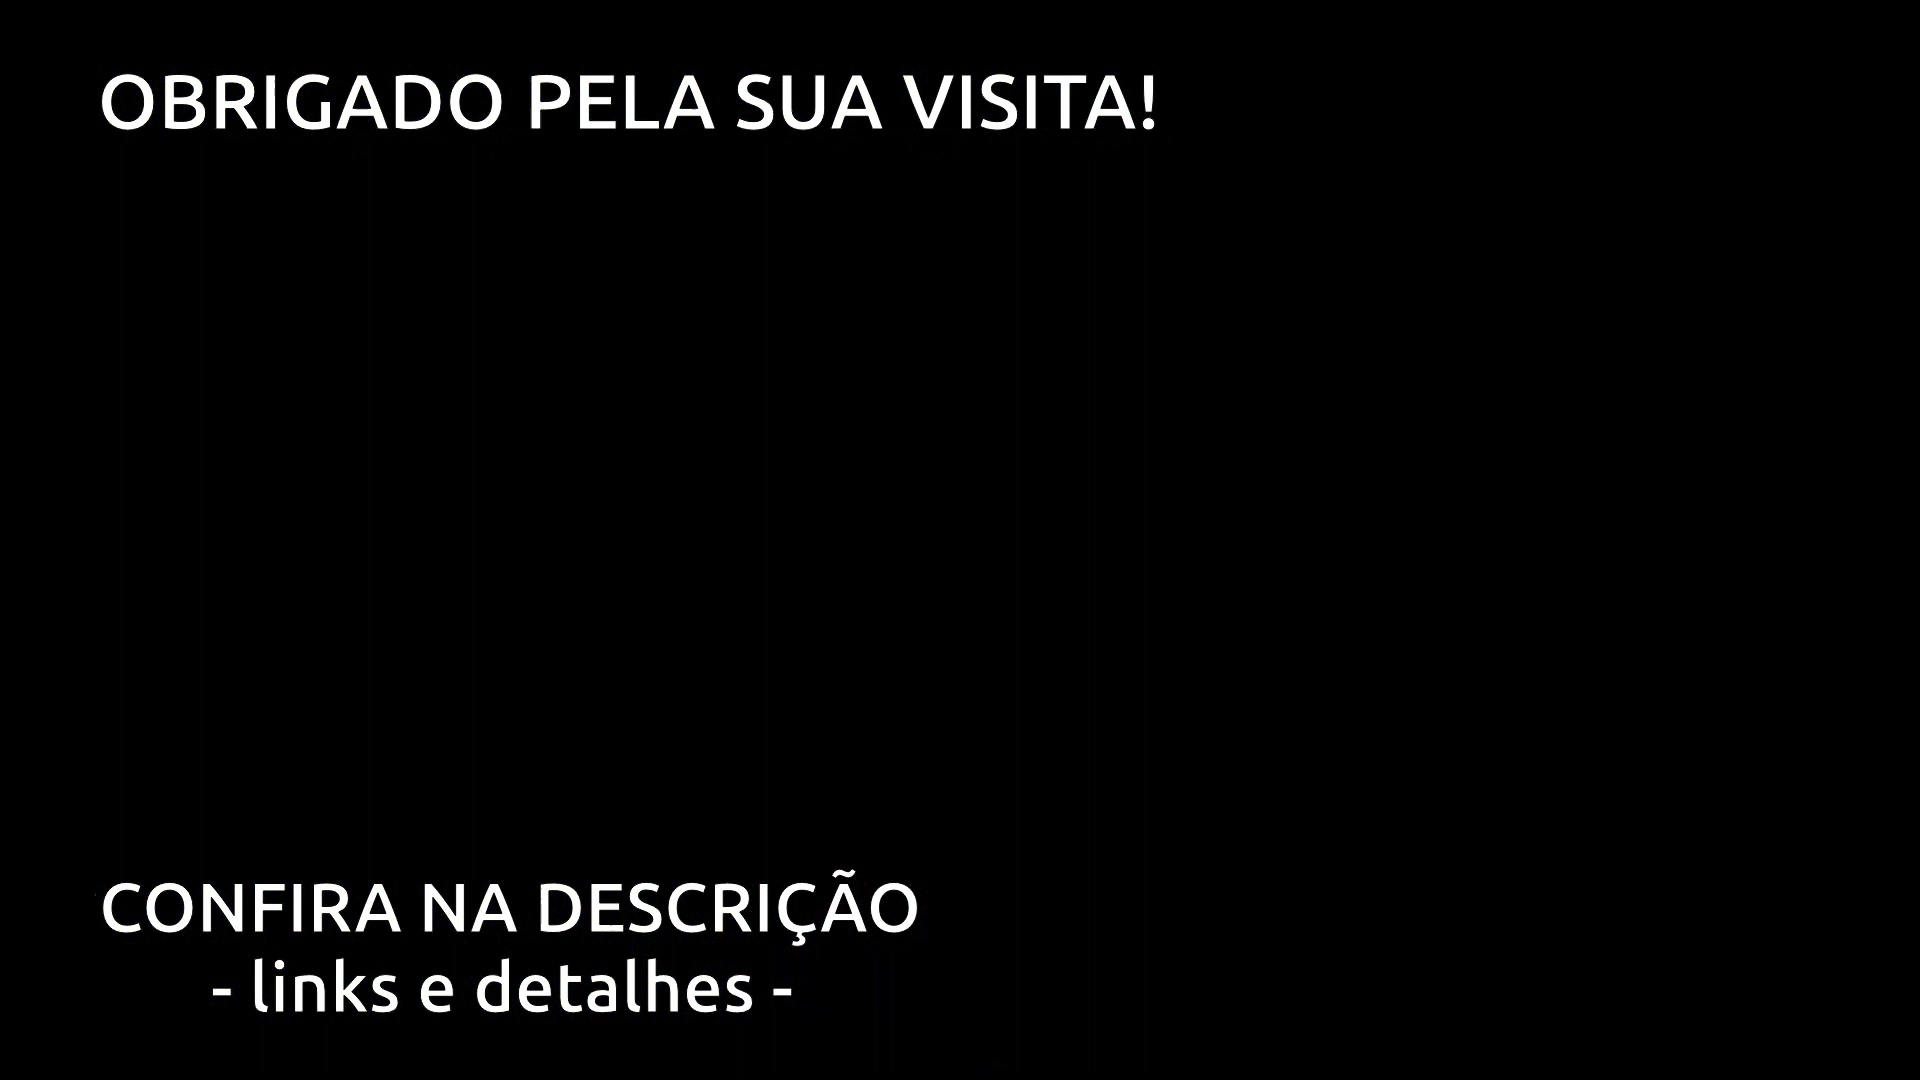 OBRIGADO PELA SUA VISITA!
CONFIRA NA DESCRIÇÃO
- links e detalhes -